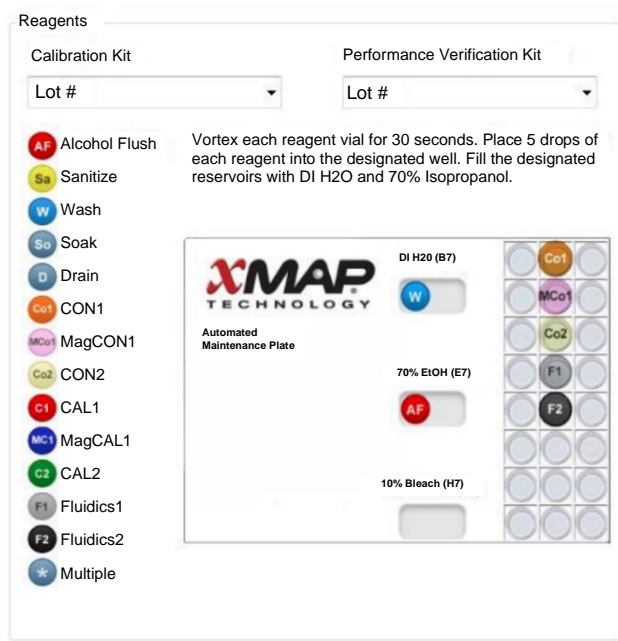 Reagents
Calibration Kit
Performance Verification Kit
Lot #
Lot #
AF Alcohol Flush
Sa Sanitize
W Wash
So Soak
D Drain
Co1 CON1
MCo1 MagCON1
Co2 CON2
C1 CAL1
MC1 MagCAL1
C2 CAL2
F1 Fluidics1
F2 Fluidics2
* Multiple
Vortex each reagent vial for 30 seconds. Place 5 drops of
each reagent into the designated well. Fill the designated
reservoirs with DI H2O and 70% Isopropanol.
xMAP
TECHNOLOGY
Automated
Maintenance Plate
DI H20 (B7)
W
70% EtOH (E7)
AF
10% Bleach (H7)
Co1
MCo1
Co2
F1
F2